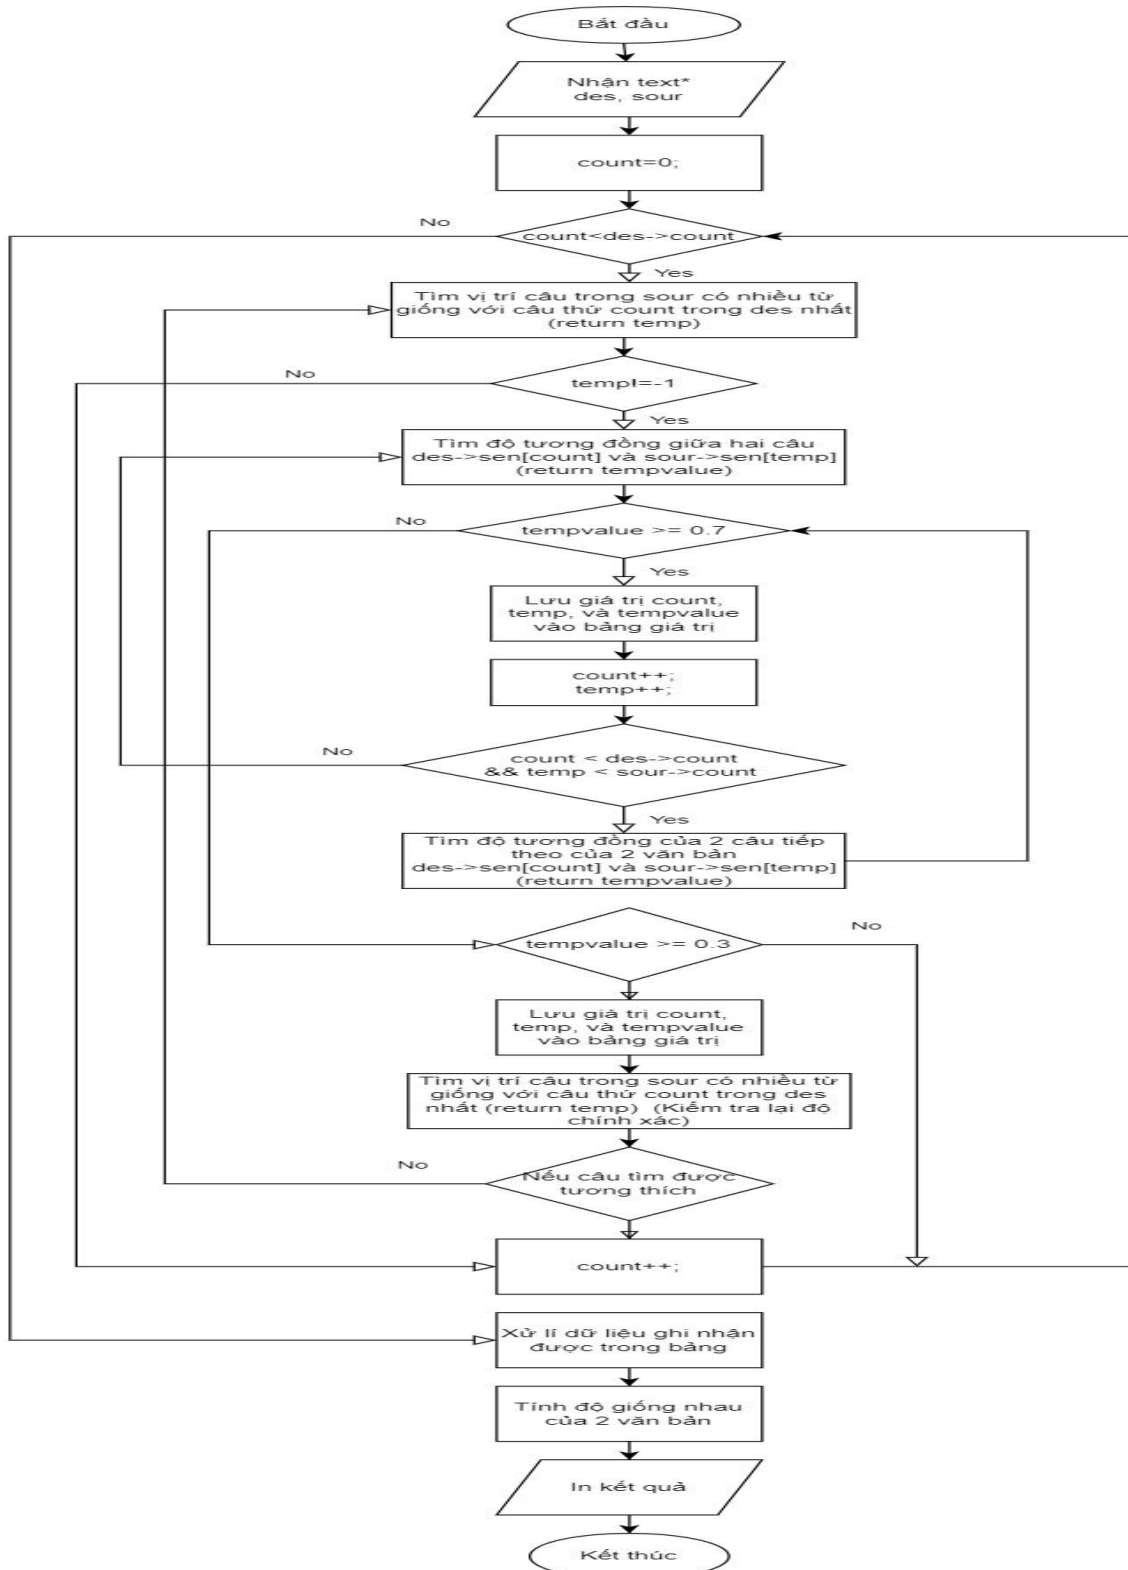 Bắt đầu
Nhận text*
des, sour
count=0;
No
count<des->count
Yes
Tìm vị trí câu trong sour có nhiều từ
giống với câu thứ count trong des nhất
(return temp)
No
temp!=-1
Yes
Tìm độ tương đồng giữa hai câu
des->sen[count] và sour->sen[temp]
(return tempvalue)
No
tempvalue >= 0.7
Yes
Lưu giá trị count,
temp, và tempvalue
vào bảng giá trị
count++;
temp++;
No
count < des->count
&& temp < sour->count
Yes
Tìm độ tương đồng của 2 câu tiếp
theo của 2 văn bản
des->sen[count] và sour->sen[temp]
(return tempvalue)
tempvalue >= 0.3
No
Lưu giá trị count,
temp, và tempvalue
vào bảng giá trị
Tìm vị trí câu trong sour có nhiều từ
giống với câu thứ count trong des
nhất (return temp) (Kiểm tra lại độ
chính xác)
No
Nếu câu tìm được
tương thích
count++;
Xử lí dữ liệu ghi nhận
được trong bảng
Tính độ giống nhau
của 2 văn bản
In kết quả
Kết thúc